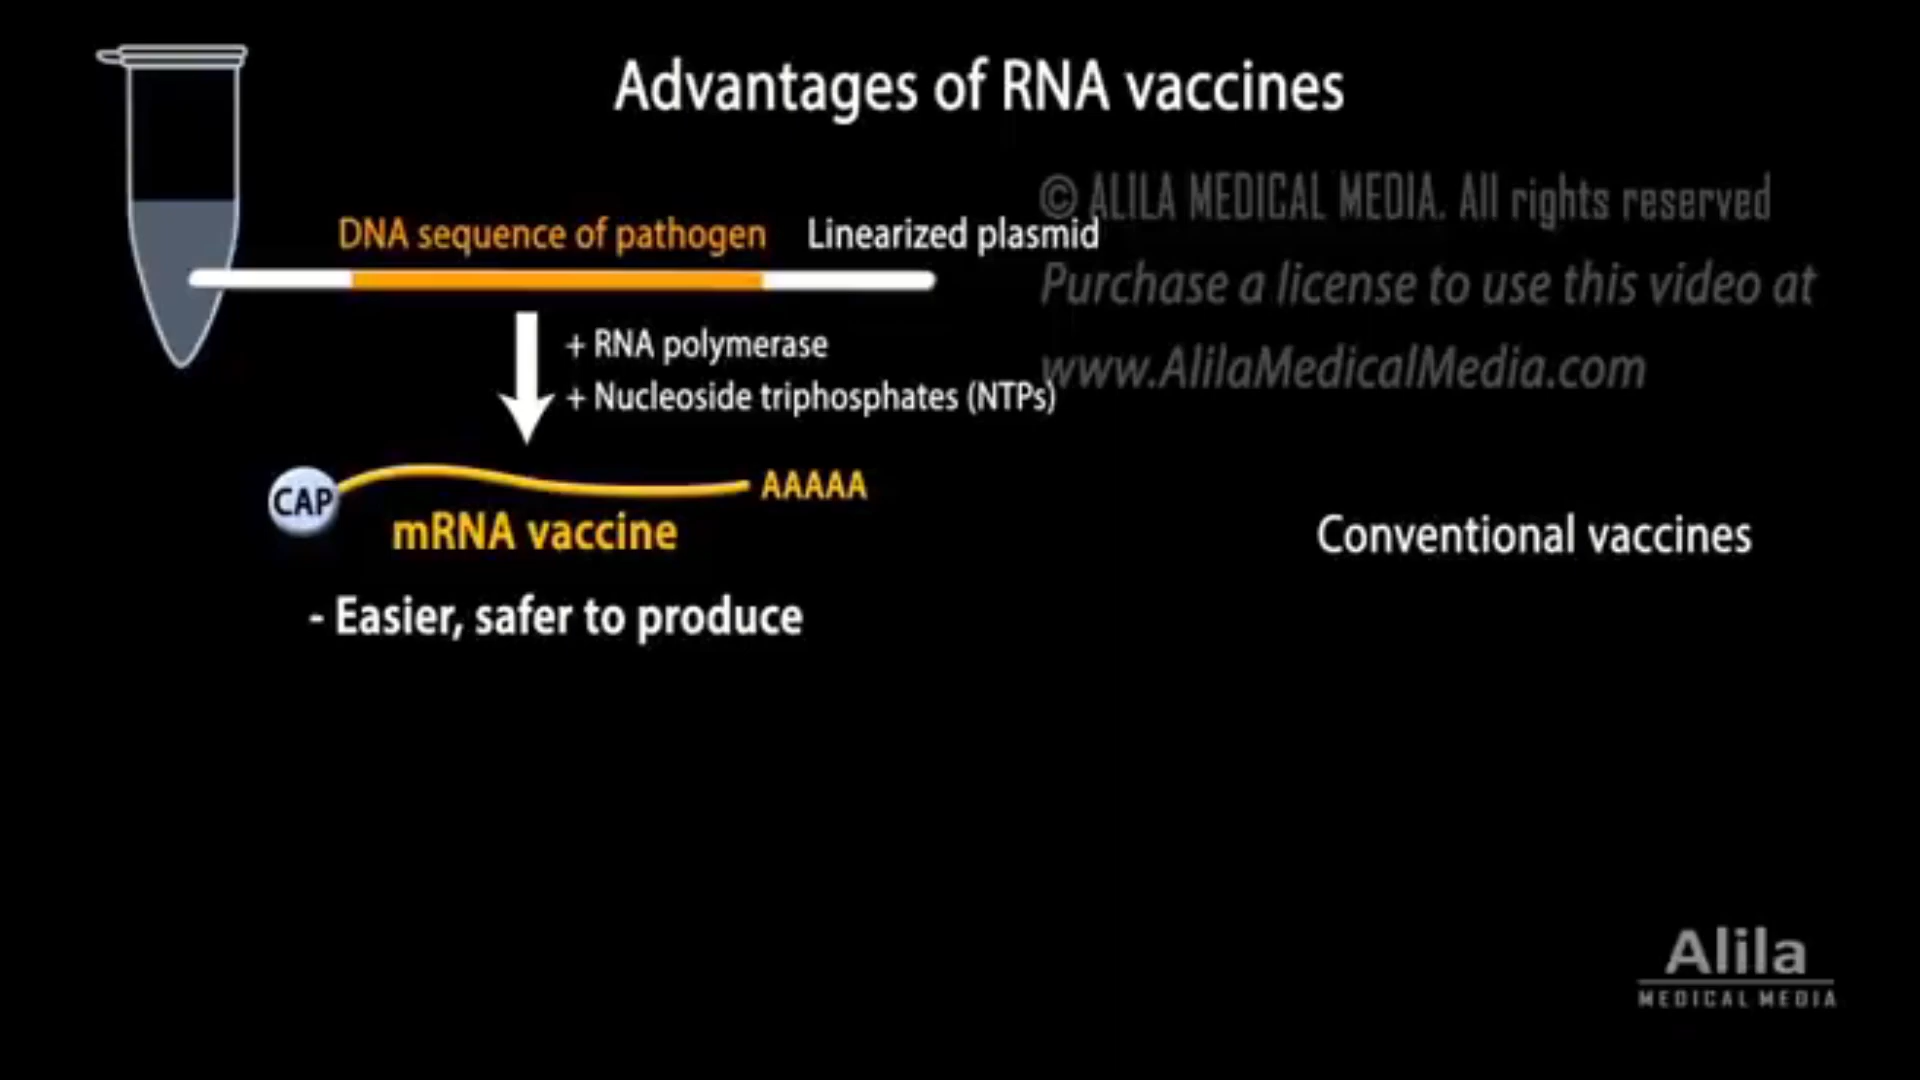 Advantages of RNA vaccines
© ALILA MEDICAL MEDIA. All rights reserved
DNA sequence of pathogen
Linearized plasmid
Purchase a license to use this video at
+ RNA polymerase
www.AlilaMedicalMedia.com
+ Nucleoside triphosphates (NTPs)
CAP
AAAAA
mRNA vaccine
Conventional vaccines
- Easier, safer to produce
Alila
MEDICAL MEDIA